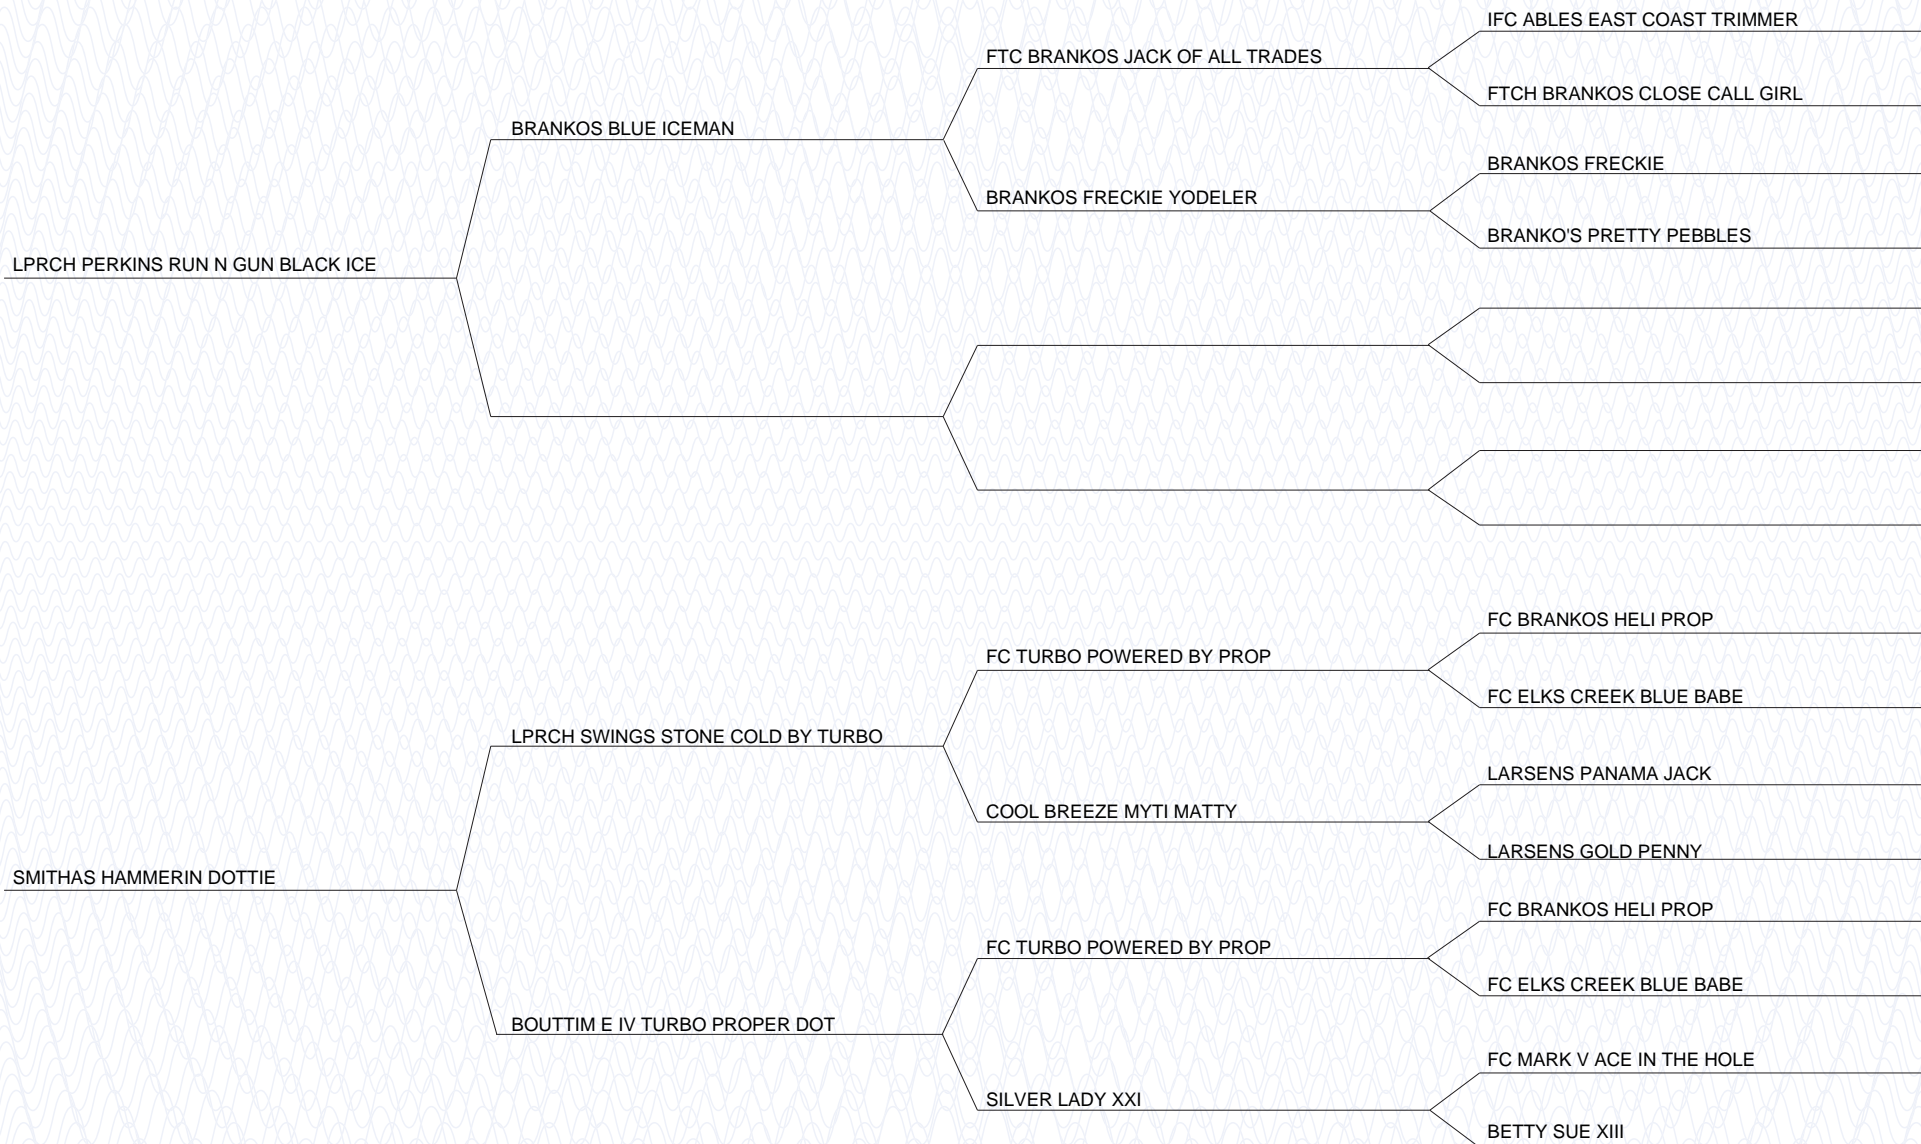 IFC ABLES EAST COAST TRIMMER
FTC BRANKOS JACK OF ALL TRADES
FTCH BRANKOS CLOSE CALL GIRL
BRANKOS BLUE ICEMAN
BRANKOS FRECKIE
BRANKOS FRECKIE YODELER
BRANKO'S PRETTY PEBBLES
LPRCH PERKINS RUN N GUN BLACK ICE
FC BRANKOS HELI PROP
FC TURBO POWERED BY PROP
FC ELKS CREEK BLUE BABE
LPRCH SWINGS STONE COLD BY TURBO
LARSENS PANAMA JACK
COOL BREEZE MYTI MATTY
LARSENS GOLD PENNY
SMITHAS HAMMERIN DOTTIE
FC BRANKOS HELI PROP
FC TURBO POWERED BY PROP
FC ELKS CREEK BLUE BABE
BOUTTIM E IV TURBO PROPER DOT
FC MARK V ACE IN THE HOLE
SILVER LADY XXI
BETTY SUE XIII